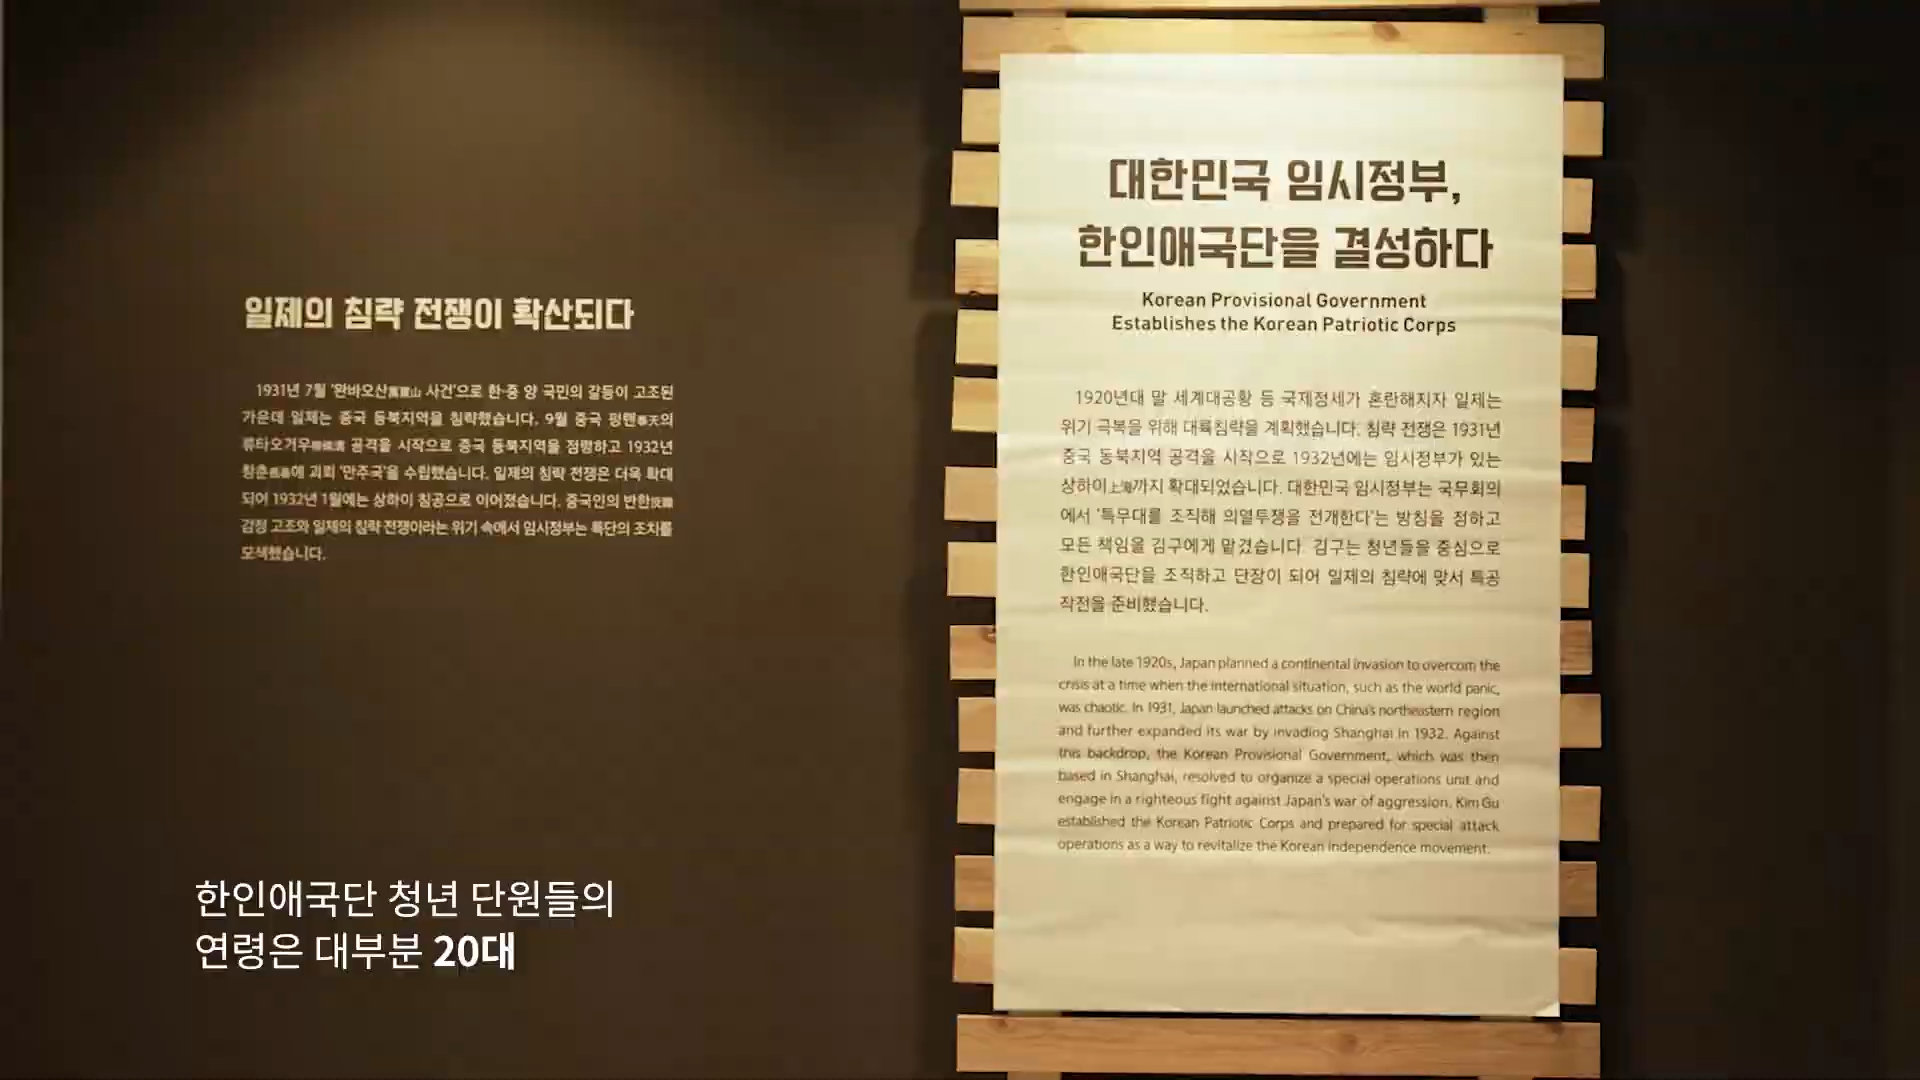 일제의 침략 전쟁이 확산되다
1931년 7월 '완바오산萬寶山 사건'으로 한·중 양 국민의 갈등이 고조된
가운데 일제는 중국 동북지역을 침략했습니다. 9월 중국 펑톈奉天의
류타오거우 공격을 시작으로 중국 동북지역을 점령하고 1932년
창춘長春에 괴뢰 '만주국'을 수립했습니다. 일제의 침략 전쟁은 더욱 확대
되어 1932년 1월에는 상하이 침공으로 이어졌습니다. 중국인의 반한反韓
감정 고조와 일제의 침략 전쟁이라는 위기 속에서 임시정부는 특단의 조치를
모색했습니다.
대한민국 임시정부,
한인애국단을 결성하다
Korean Provisional Government
Establishes the Korean Patriotic Corps
1920년대 말 세계대공황 등 국제정세가 혼란해지자 일제는
위기 극복을 위해 대륙침략을 계획했습니다. 침략 전쟁은 1931년
중국 동북지역 공격을 시작으로 1932년에는 임시정부가 있는
상하이上海까지 확대되었습니다. 대한민국 임시정부는 국무회의
에서 '특무대를 조직해 의열투쟁을 전개한다'는 방침을 정하고
모든 책임을 김구에게 맡겼습니다. 김구는 청년들을 중심으로
한인애국단을 조직하고 단장이 되어 일제의 침략에 맞서 특공
작전을 준비했습니다.
In the late 1920s, Japan planned a continental invasion to overcom the
crisis at a time when the international situation, such as the world panic,
was chaotic. In 1931, Japan launched attacks on China's northeastern region
and further expanded its war by invading Shanghai in 1932. Against
this backdrop, the Korean Provisional Government, which was then
based in Shanghai, resolved to organize a special operations unit and
engage in a righteous fight against Japan's war of aggression. Kim Gu
established the Korean Patriotic Corps and prepared for special attack
operations as a way to revitalize the Korean independence movement.
한인애국단 청년 단원들의
연령은 대부분 20대